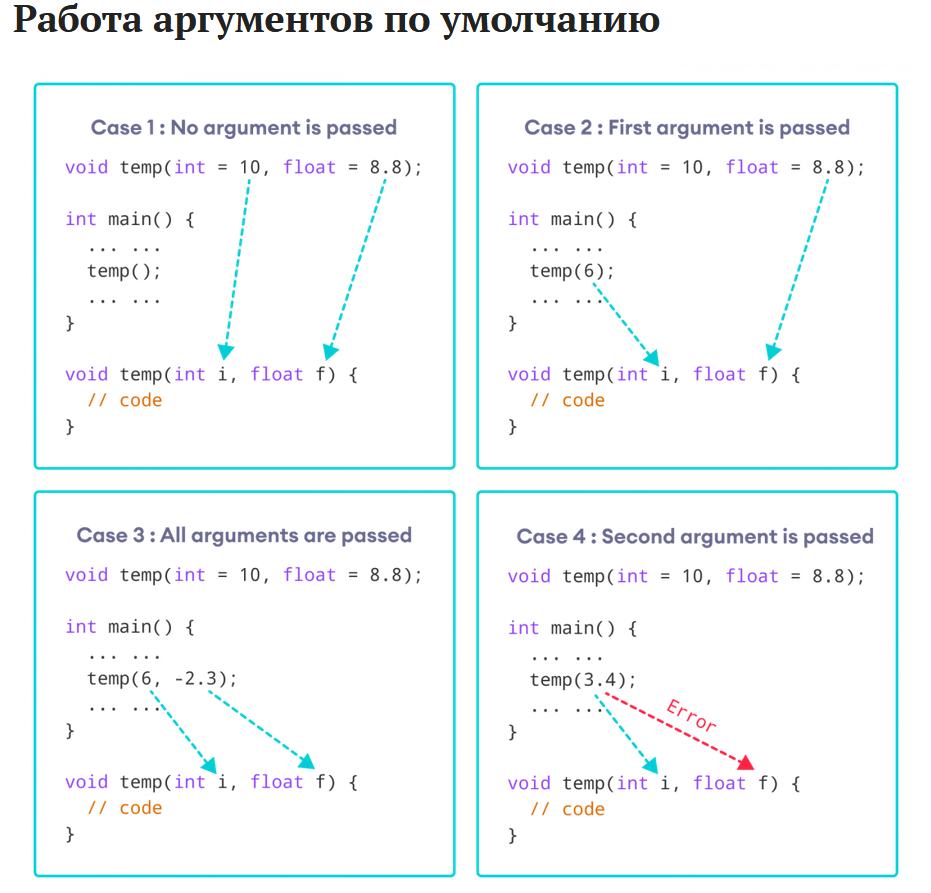 Работа аргументов по умолчанию
Case 1 : No argument is passed
void temp(int = 10, float = 8.8);
int main() {
... ...
temp();
... ...
}
void temp(int i, float f) {
// code
}
Case 2 : First argument is passed
void temp(int = 10, float = 8.8);
int main() {
... ...
temp(6);
... ...
}
void temp(int i, float f) {
// code
}
Case 3 : All arguments are passed
void temp(int = 10, float = 8.8);
int main() {
... ...
temp(6, -2.3);
... ...
}
void temp(int i, float f) {
// code
}
Case 4 : Second argument is passed
void temp(int = 10, float = 8.8);
int main() {
... ...
temp(3.4);
... ...
Error
}
void temp(int i, float f) {
// code
}